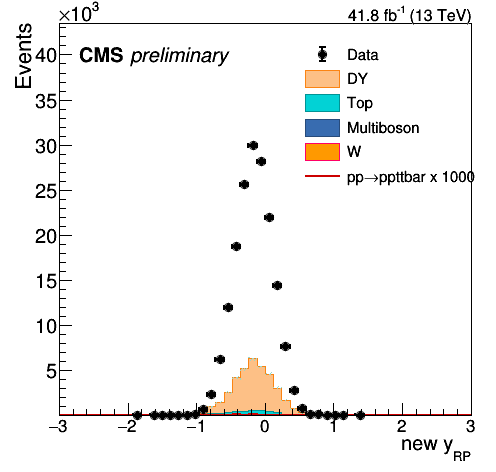 ×10³
41.8 fb⁻¹ (13 TeV)
Events
CMS preliminary
Data
DY
Top
Multiboson
W
pp→ppttbar x 1000
40
35
30
25
20
15
10
5
−3 −2 −1 0 1 2 3
new y_RP